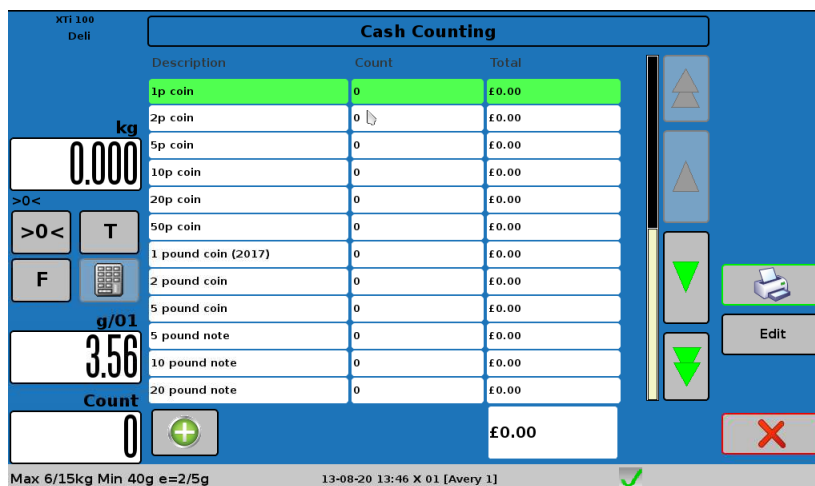 XTi 100
Deli
Cash Counting
Description Count Total
1p coin 0 £0.00
2p coin 0 £0.00
5p coin 0 £0.00
10p coin 0 £0.00
20p coin 0 £0.00
50p coin 0 £0.00
1 pound coin (2017) 0 £0.00
2 pound coin 0 £0.00
5 pound coin 0 £0.00
5 pound note 0 £0.00
10 pound note 0 £0.00
20 pound note 0 £0.00
£0.00
kg
0.000
>0<
>0< T
F
g/01
3.56
Count
0
Edit
Max 6/15kg Min 40g e=2/5g 13-08-20 13:46 X 01 [Avery 1]